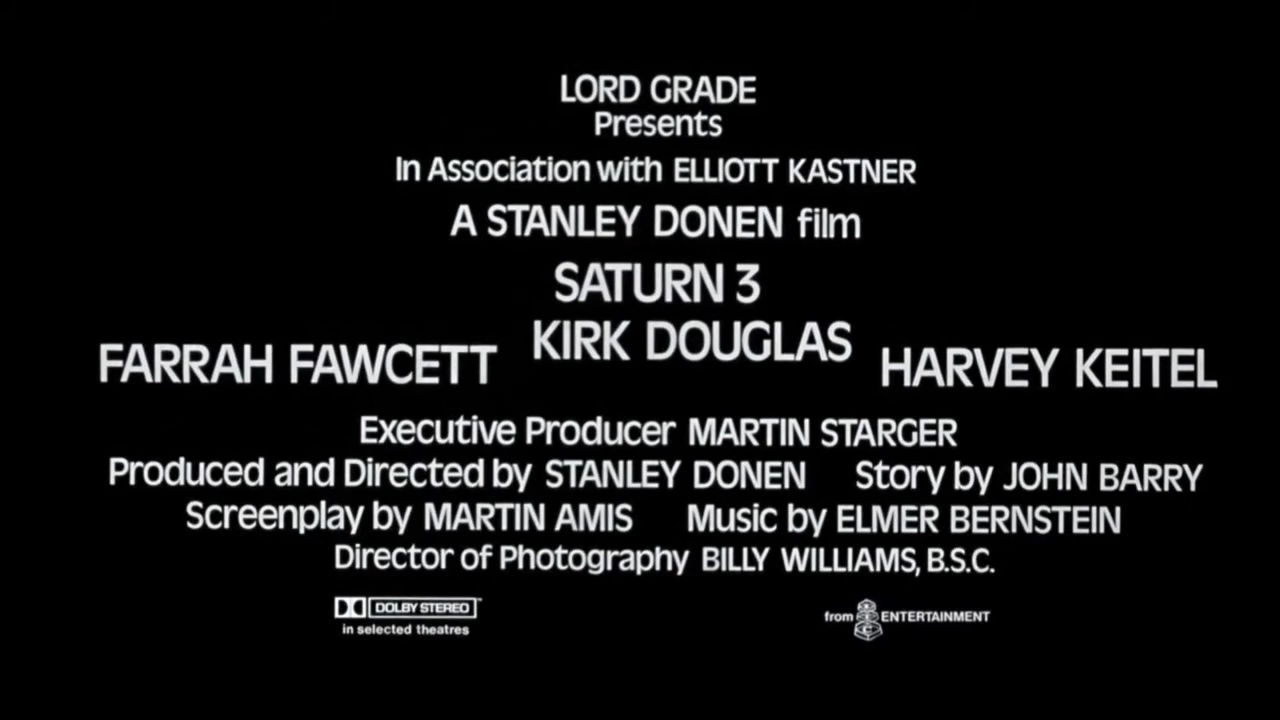 LORD GRADE
Presents
In Association with ELLIOTT KASTNER
A STANLEY DONEN film
SATURN 3
FARRAH FAWCETT KIRK DOUGLAS HARVEY KEITEL
Executive Producer MARTIN STARGER
Produced and Directed by STANLEY DONEN Story by JOHN BARRY
Screenplay by MARTIN AMIS Music by ELMER BERNSTEIN
Director of Photography BILLY WILLIAMS, B.S.C.
DOLBY STEREO™ from ITC ENTERTAINMENT
in selected theatres